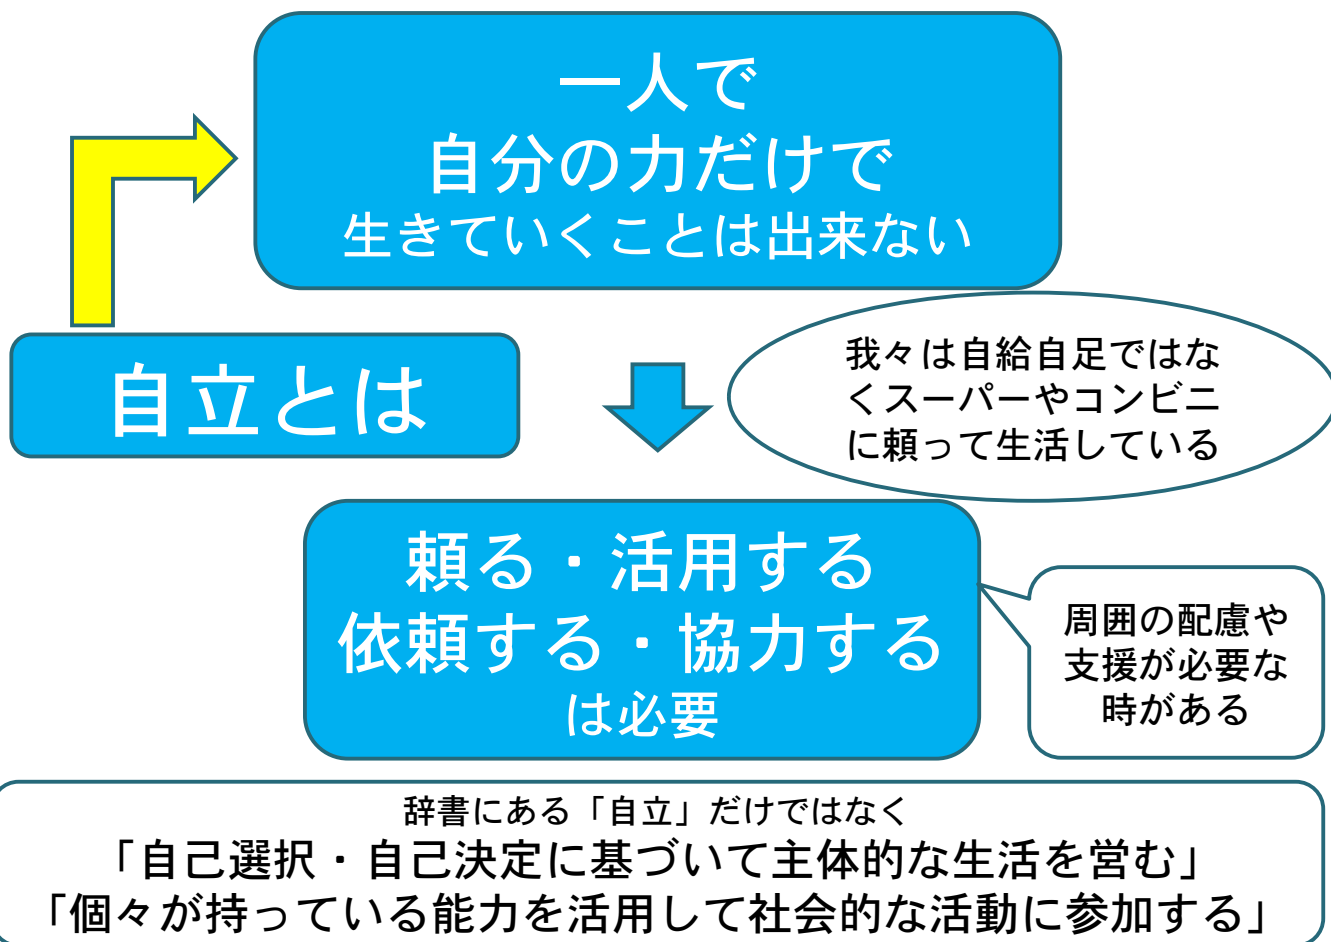 一人で
自分の力だけで
生きていくことは出来ない
自立とは
我々は自給自足ではな
くスーパーやコンビニ
に頼って生活している
頼る・活用する
依頼する・協力する
は必要
周囲の配慮や
支援が必要な
時がある
辞書にある「自立」だけではなく
「自己選択・自己決定に基づいて主体的な生活を営む」
「個々が持っている能力を活用して社会的な活動に参加する」